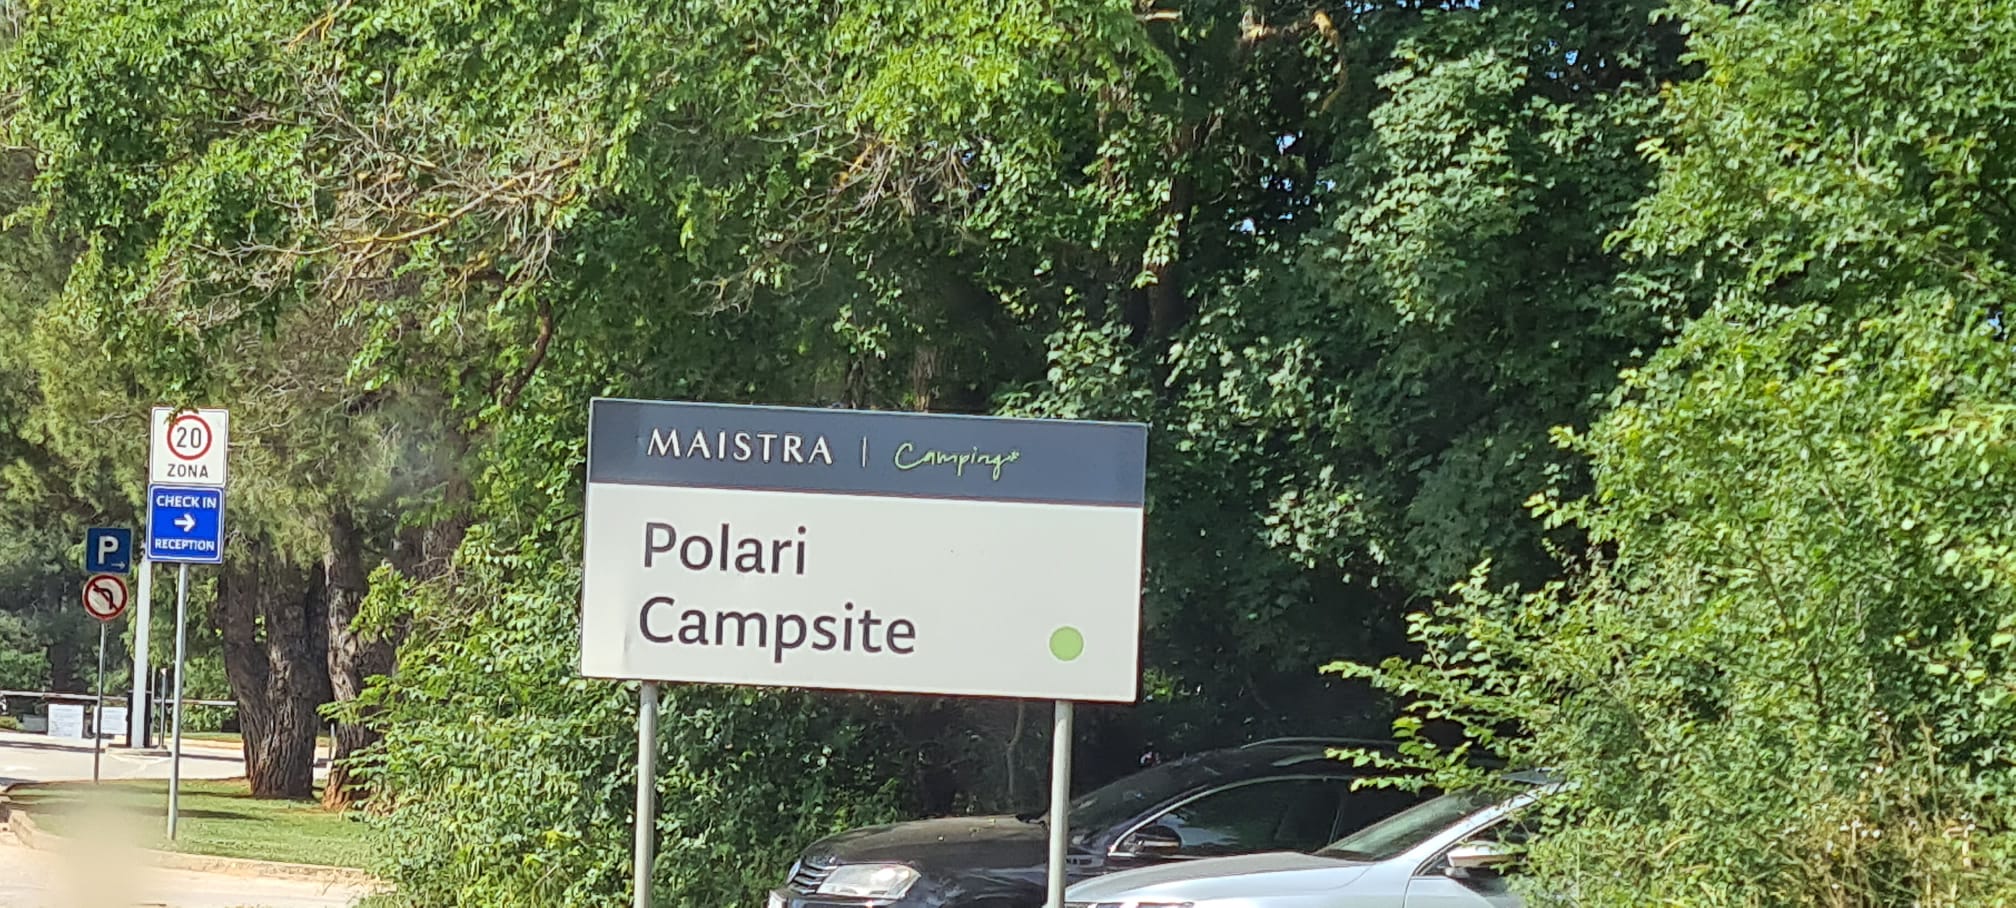 20
ZONA
CHECK IN
RECEPTION
P
MAISTRA | Camping*
Polari
Campsite